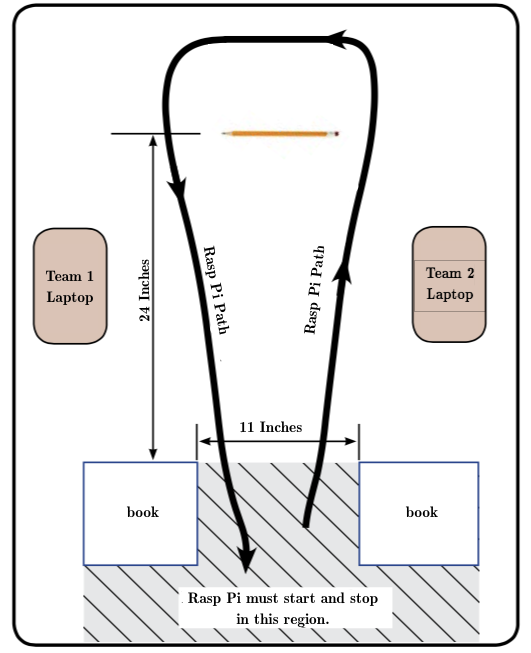 Team 1
Laptop
Team 2
Laptop
24 Inches
Rasp Pi Path
Rasp Pi Path
11 Inches
book
book
Rasp Pi must start and stop
in this region.